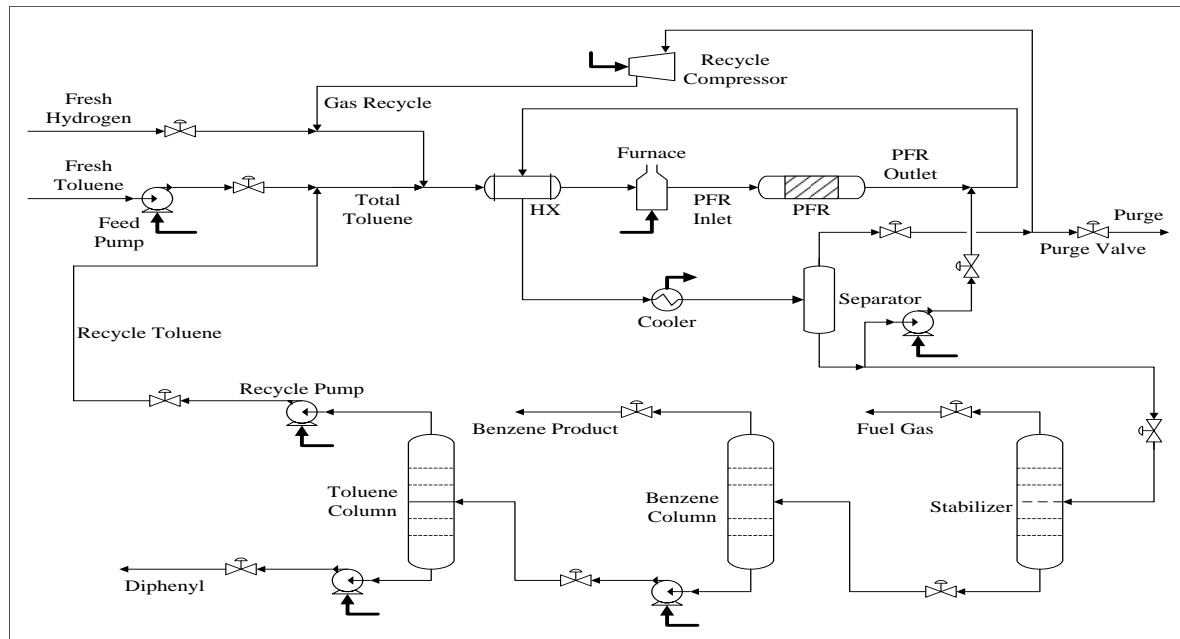 Recycle
Compressor
Fresh
Hydrogen
Gas Recycle
Fresh
Toluene
Feed
Pump
Total
Toluene
HX
Furnace
PFR
Inlet
PFR
PFR
Outlet
Purge
Purge Valve
Separator
Cooler
Recycle Toluene
Recycle Pump
Benzene Product
Fuel Gas
Toluene
Column
Benzene
Column
Stabilizer
Diphenyl